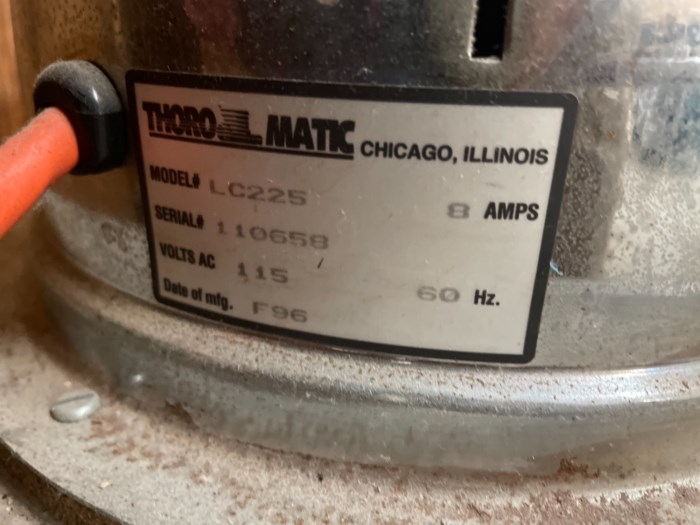 THORO MATIC CHICAGO, ILLINOIS
MODEL# LC225 8 AMPS
SERIAL# 110658
VOLTS AC 115 60 Hz.
Date of mfg. F96